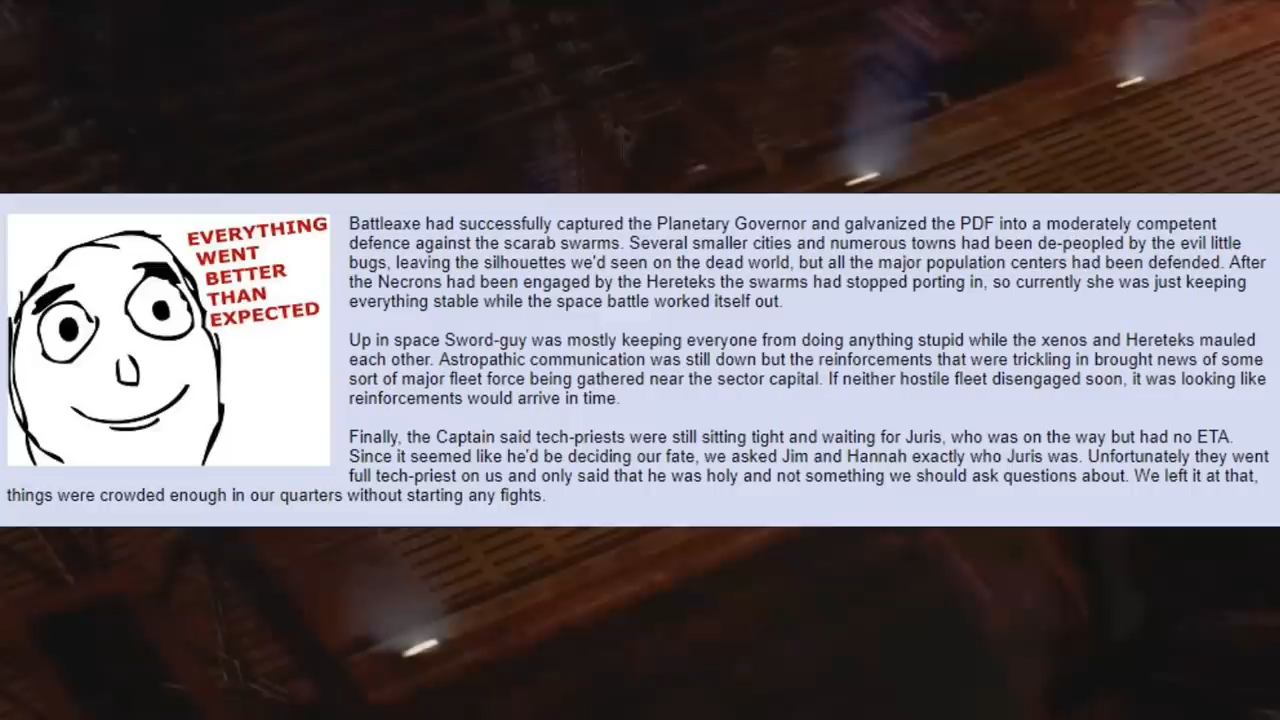 EVERYTHING
WENT
BETTER
THAN
EXPECTED
Battleaxe had successfully captured the Planetary Governor and galvanized the PDF into a moderately competent
defence against the scarab swarms. Several smaller cities and numerous towns had been de-peopled by the evil little
bugs, leaving the silhouettes we'd seen on the dead world, but all the major population centers had been defended. After
the Necrons had been engaged by the Hereteks the swarms had stopped porting in, so currently she was just keeping
everything stable while the space battle worked itself out.
Up in space Sword-guy was mostly keeping everyone from doing anything stupid while the xenos and Hereteks mauled
each other. Astropathic communication was still down but the reinforcements that were trickling in brought news of some
sort of major fleet force being gathered near the sector capital. If neither hostile fleet disengaged soon, it was looking like
reinforcements would arrive in time.
Finally, the Captain said tech-priests were still sitting tight and waiting for Juris, who was on the way but had no ETA.
Since it seemed like he'd be deciding our fate, we asked Jim and Hannah exactly who Juris was. Unfortunately they went
full tech-priest on us and only said that he was holy and not something we should ask questions about. We left it at that,
things were crowded enough in our quarters without starting any fights.